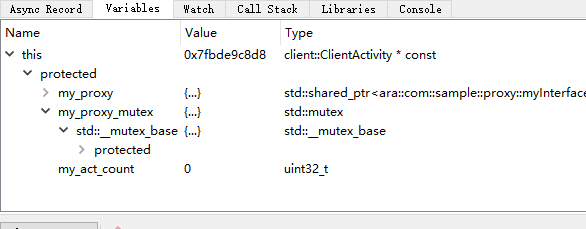 Async Record Variables Watch Call Stack Libraries Console
Name Value Type
this 0x7fbde9c8d8 client::ClientActivity * const
protected
my_proxy {...} std::shared_ptr<ara::com::sample::proxy::myInterfac
my_proxy_mutex {...} std::mutex
std::__mutex_base {...} std::__mutex_base
protected
my_act_count 0 uint32_t